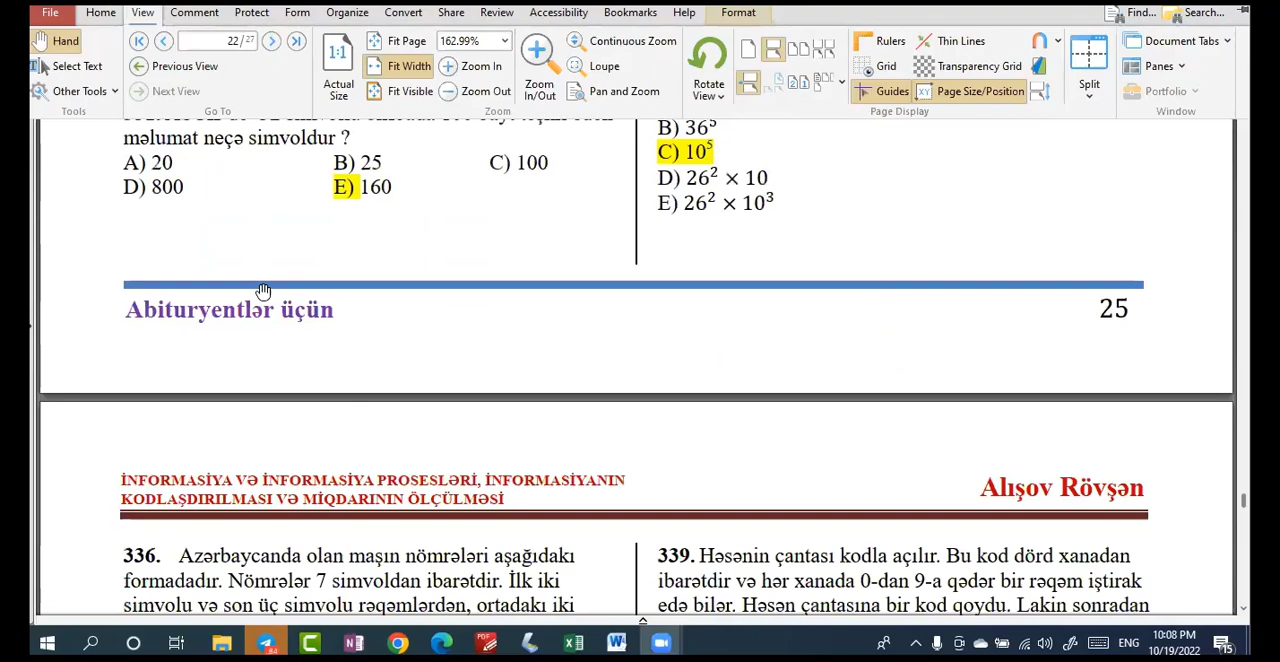 File Home View Comment Protect Form Organize Convert Share Review Accessibility Bookmarks Help Format Find... Search...
Hand 22 / 27 Fit Page 162.99% Continuous Zoom Rulers Thin Lines Document Tabs
Select Text Previous View Fit Width Zoom In Loupe Grid Transparency Grid Panes
Other Tools Next View Actual Size Fit Visible Zoom Out Zoom In/Out Pan and Zoom Rotate View Guides Page Size/Position Split Portfolio
Tools Go To Zoom Page Display Window
məlumat neçə simvoldur ?
A) 20 B) 25 C) 100
D) 800 E) 160
B) 36⁵
C) 10⁵
D) 26² × 10
E) 26² × 10³
Abituryentlər üçün 25
İNFORMASİYA VƏ İNFORMASİYA PROSESLƏRİ, İNFORMASİYANIN
KODLAŞDIRILMASI VƏ MİQDARININ ÖLÇÜLMƏSİ
Alışov Rövşən
336. Azərbaycanda olan maşın nömrələri aşağıdakı
formadadır. Nömrələr 7 simvoldan ibarətdir. İlk iki
simvolu və son üç simvolu rəqəmlərdən, ortadakı iki
339. Həsənin çantası kodla açılır. Bu kod dörd xanadan
ibarətdir və hər xanada 0-dan 9-a qədər bir rəqəm iştirak
edə bilər. Həsən çantasına bir kod qoydu. Lakin sonradan
ENG 10:08 PM
10/19/2022